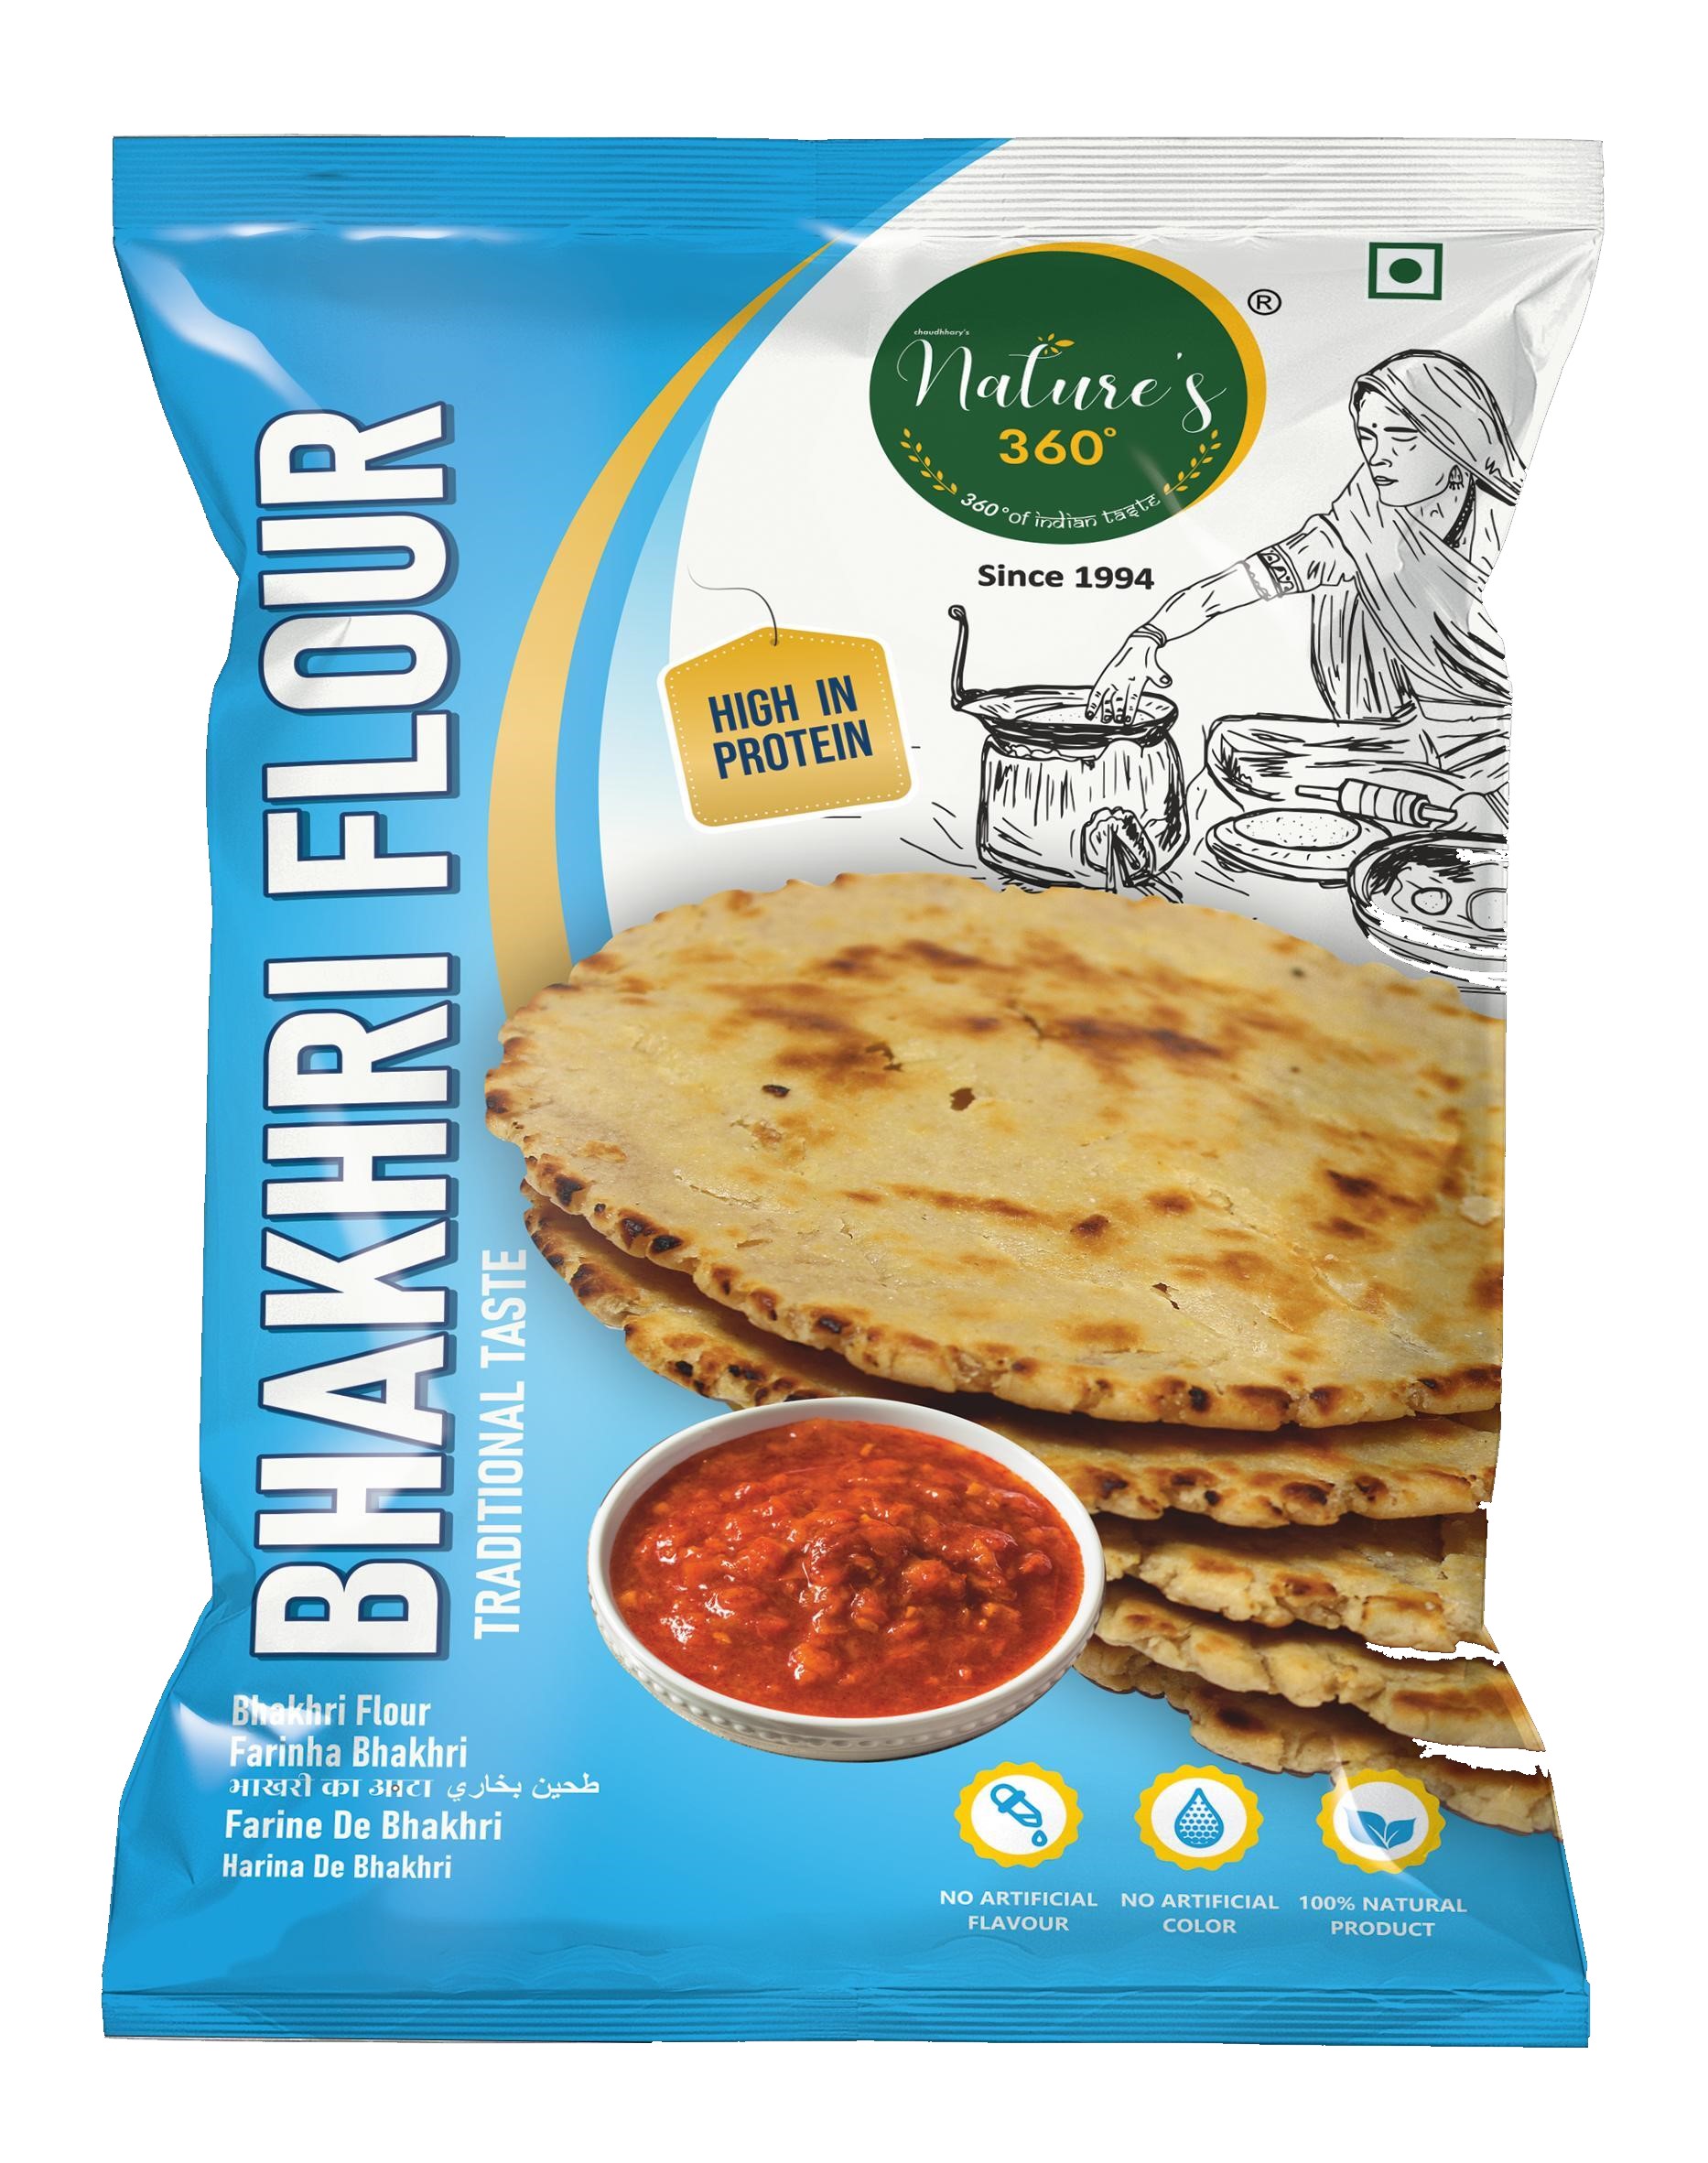 chaudhhary's
Nature's
360°
360° of indian taste
®
Since 1994
HIGH IN
PROTEIN
BHAKHRI FLOUR
TRADITIONAL TASTE
Bhakhri Flour
Farinha Bhakhri
भाखरी का आटा طحين بخاري
Farine De Bhakhri
Harina De Bhakhri
NO ARTIFICIAL
FLAVOUR
NO ARTIFICIAL
COLOR
100% NATURAL
PRODUCT